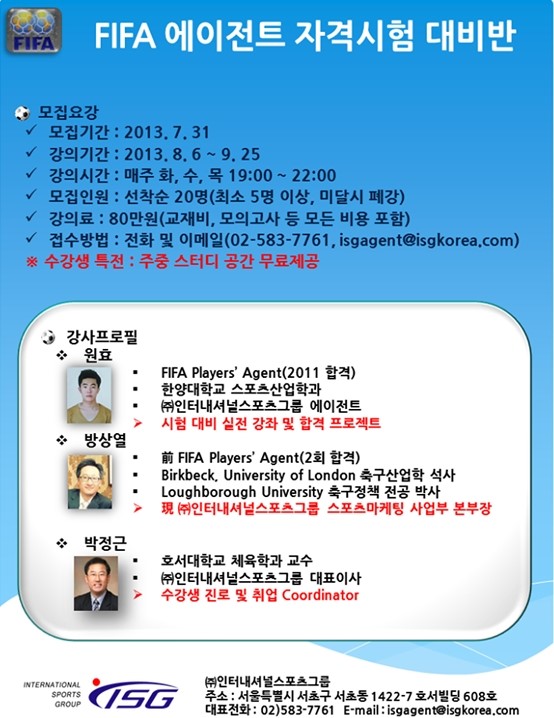 FIFA
FIFA 에이전트 자격시험 대비반
모집요강
✓ 모집기간 : 2013. 7. 31
✓ 강의기간 : 2013. 8. 6 ~ 9. 25
✓ 강의시간 : 매주 화, 수, 목 19:00 ~ 22:00
✓ 모집인원 : 선착순 20명(최소 5명 이상, 미달시 폐강)
✓ 강의료 : 80만원(교재비, 모의고사 등 모든 비용 포함)
✓ 접수방법 : 전화 및 이메일(02-583-7761, isgagent@isgkorea.com)
※ 수강생 특전 : 주중 스터디 공간 무료제공
강사프로필
❖ 원효
▪ FIFA Players’ Agent(2011 합격)
▪ 한양대학교 스포츠산업학과
▪ ㈜인터내셔널스포츠그룹 에이전트
➢ 시험 대비 실전 강좌 및 합격 프로젝트
❖ 방상열
▪ 前 FIFA Players’ Agent(2회 합격)
▪ Birkbeck, University of London 축구산업학 석사
▪ Loughborough University 축구정책 전공 박사
➢ 現 ㈜인터내셔널스포츠그룹 스포츠마케팅 사업부 본부장
❖ 박정근
▪ 호서대학교 체육학과 교수
▪ ㈜인터내셔널스포츠그룹 대표이사
➢ 수강생 진로 및 취업 Coordinator
INTERNATIONAL
SPORTS
GROUP
ISG
㈜인터내셔널스포츠그룹
주소 : 서울특별시 서초구 서초동 1422-7 호서빌딩 608호
대표전화 : 02)583-7761 E-mail : isgagent@isgkorea.com